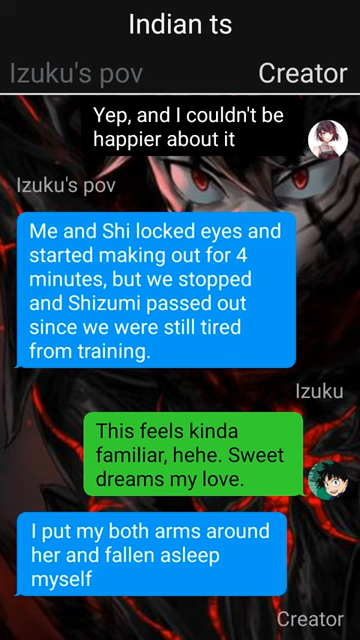 Indian ts
Izuku's pov
Creator
Yep, and I couldn't be
happier about it
Izuku's pov
Me and Shi locked eyes and
started making out for 4
minutes, but we stopped
and Shizumi passed out
since we were still tired
from training.
Izuku
This feels kinda
familiar, hehe. Sweet
dreams my love.
I put my both arms around
her and fallen asleep
myself
Creator